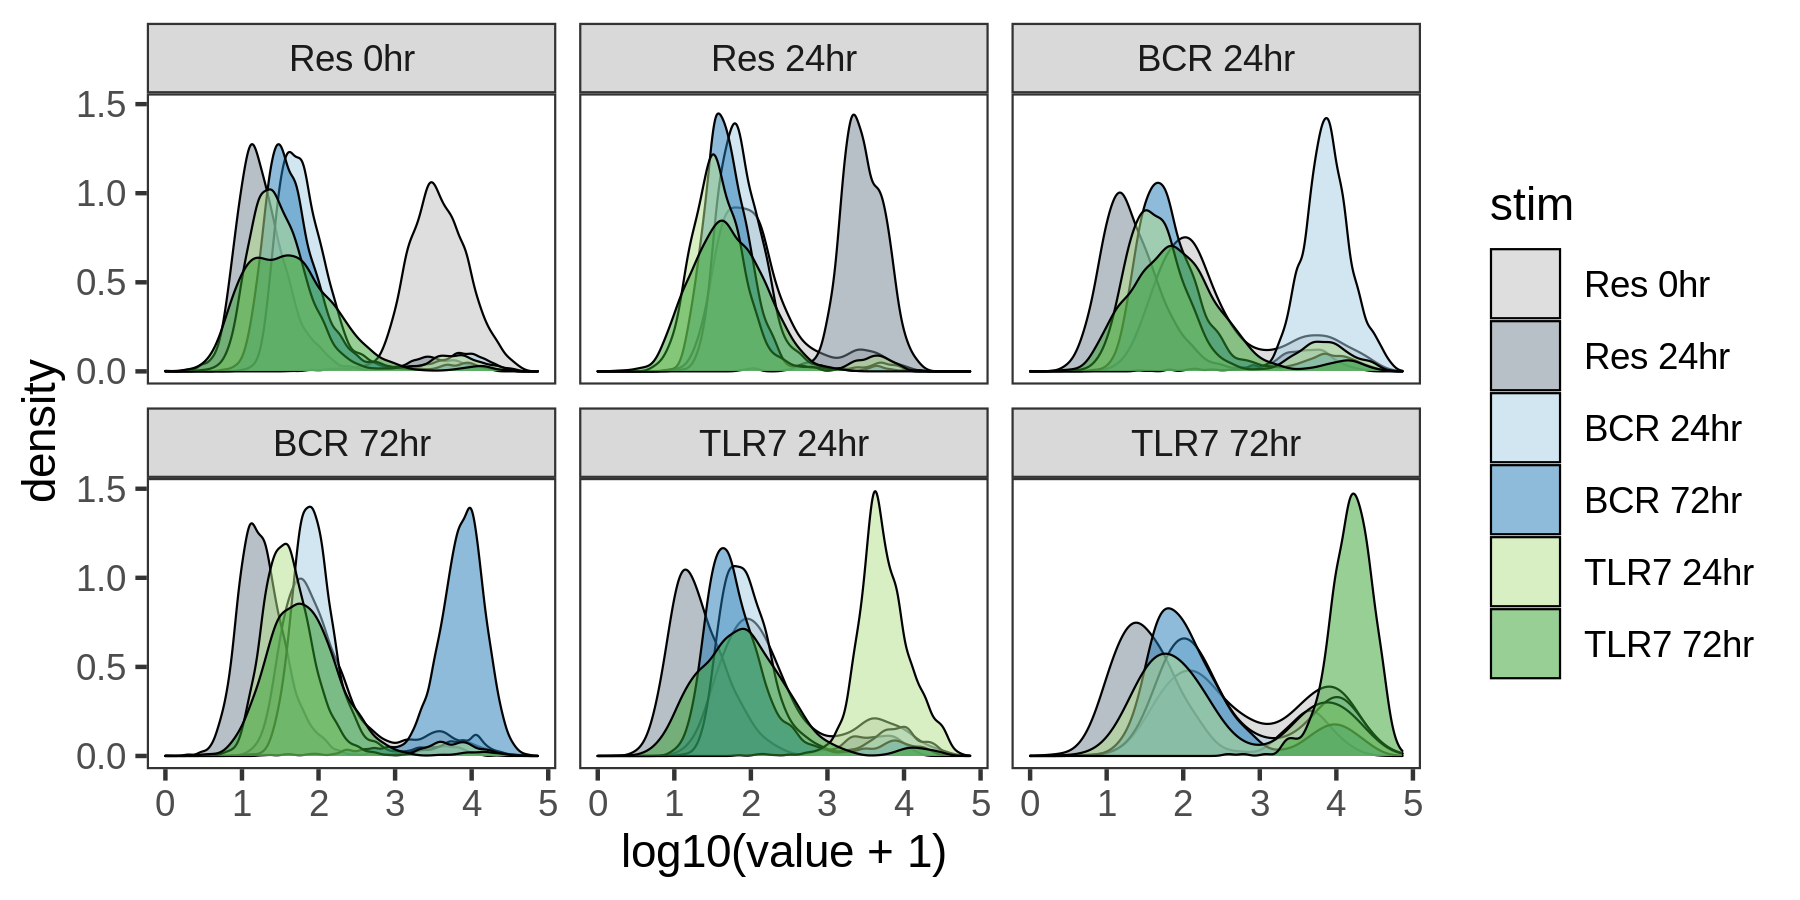 Res 0hr
Res 24hr
BCR 24hr
1.5
1.0
0.5
0.0
BCR 72hr
TLR7 24hr
TLR7 72hr
1.5
1.0
0.5
0.0
0 1 2 3 4 5
0 1 2 3 4 5
0 1 2 3 4 5
log10(value + 1)
density
stim
Res 0hr
Res 24hr
BCR 24hr
BCR 72hr
TLR7 24hr
TLR7 72hr